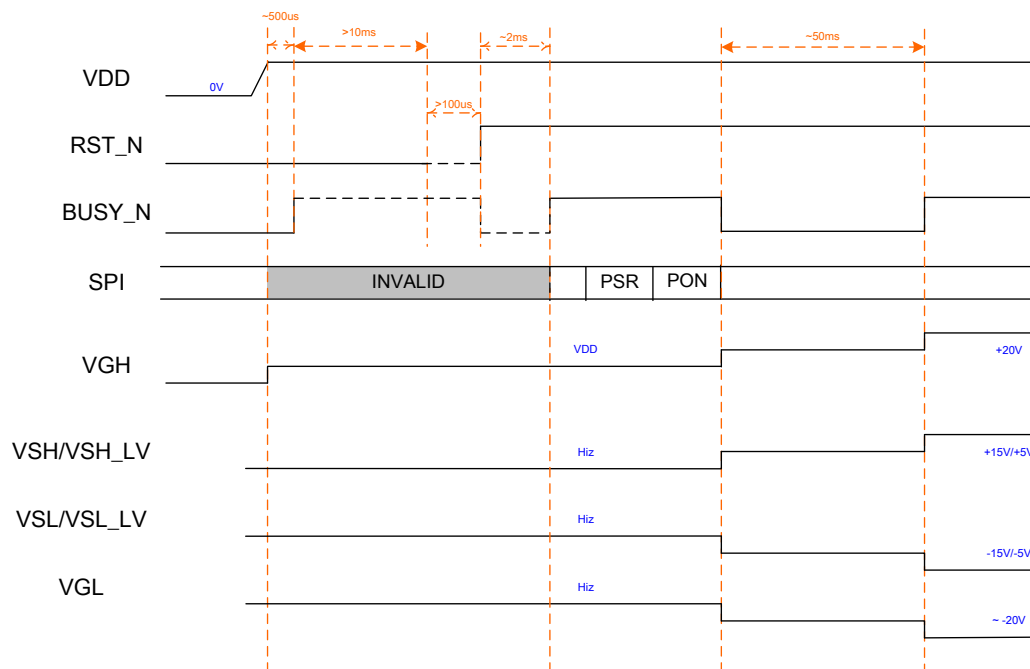 ~500us
>10ms
~2ms
~50ms
VDD
0V
>100us
RST_N
BUSY_N
SPI
INVALID
PSR
PON
VGH
VDD
+20V
VSH/VSH_LV
Hiz
+15V/+5V
VSL/VSL_LV
Hiz
-15V/-5V
VGL
Hiz
~ -20V